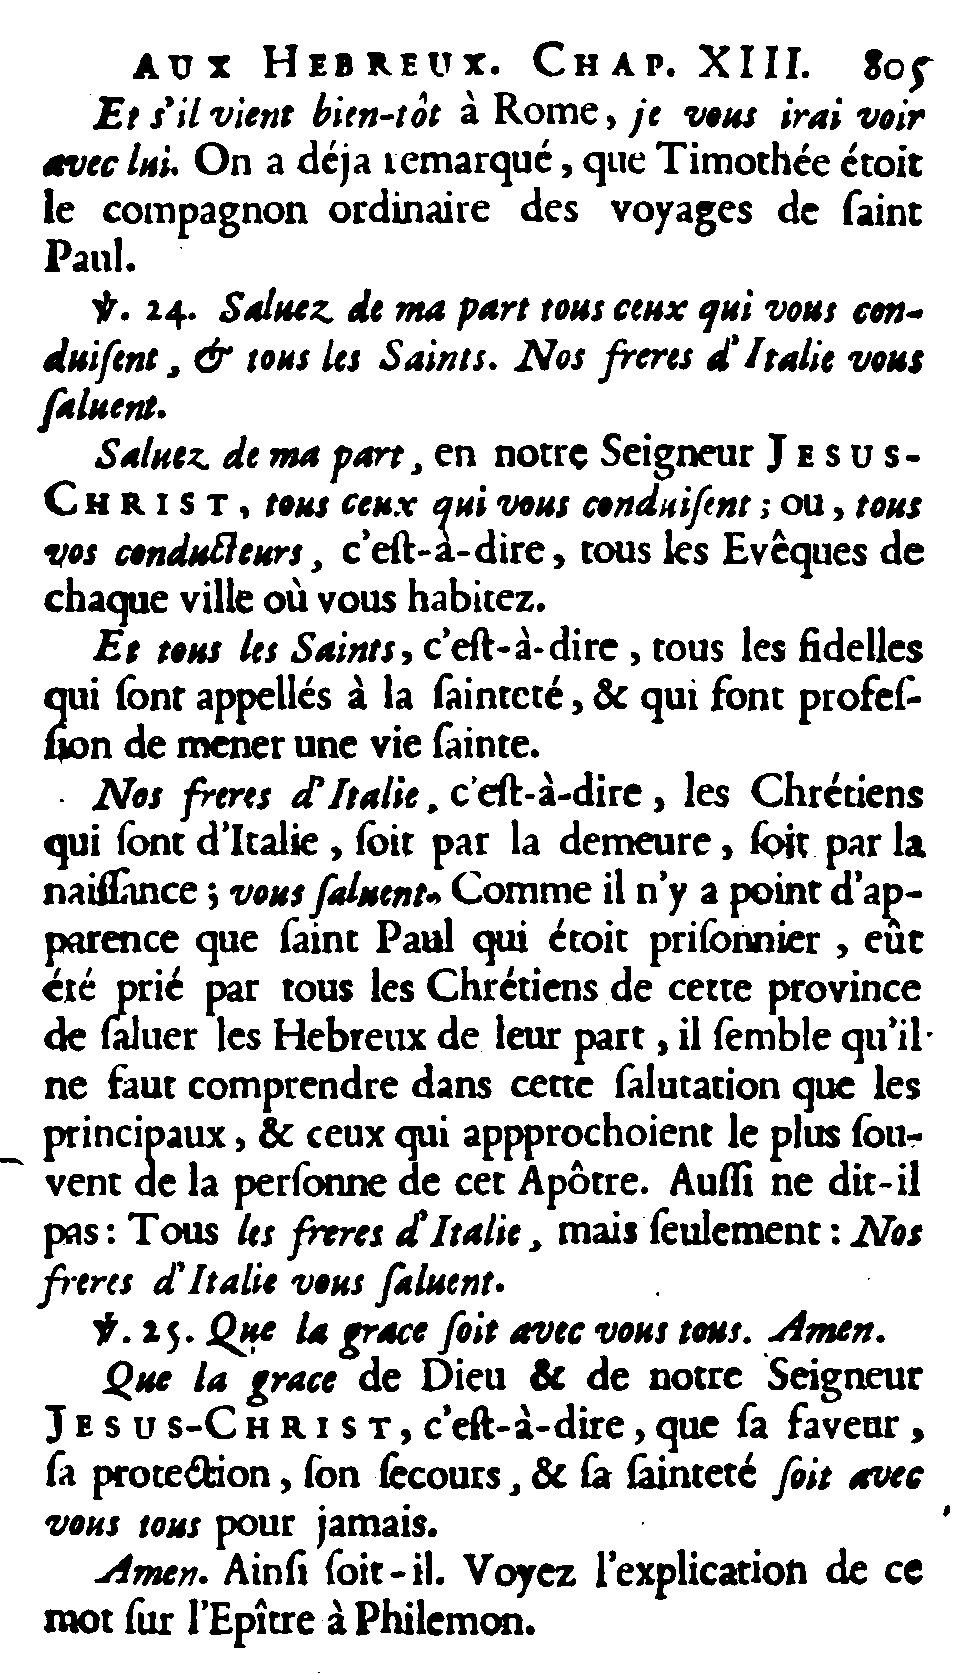 AUX HEBREUX. CHAP. XIII. 805
Et s'il vient bien-tôt à Rome, je vous irai voir
avec lui. On a déja remarqué, que Timothée étoit
le compagnon ordinaire des voyages de ſaint
Paul.
℣. 24. Saluez de ma part tous ceux qui vous con-
duiſent, & tous les Saints. Nos freres d'Italie vous
ſaluent.
Saluez de ma part, en notre Seigneur JESUS-
CHRIST, tous ceux qui vous conduiſent; ou, tous
vos conducteurs, c'eſt-à-dire, tous les Evêques de
chaque ville où vous habitez.
Et tous les Saints, c'eſt-à-dire, tous les fidelles
qui ſont appellés à la ſainteté, & qui font profeſ-
ſion de mener une vie ſainte.
Nos freres d'Italie, c'eſt-à-dire, les Chrétiens
qui ſont d'Italie, ſoit par la demeure, ſoit par la
naiſſance; vous ſaluent. Comme il n'y a point d'ap-
parence que ſaint Paul qui étoit priſonnier, eût
été prié par tous les Chrétiens de cette province
de ſaluer les Hebreux de leur part, il ſemble qu'il
ne faut comprendre dans cette ſalutation que les
principaux, & ceux qui appprochoient le plus ſou-
vent de la perſonne de cet Apôtre. Auſſi ne dit-il
pas: Tous les freres d'Italie, mais ſeulement: Nos
freres d'Italie vous ſaluent.
℣. 25. Que la grace ſoit avec vous tous. Amen.
Que la grace de Dieu & de notre Seigneur
JESUS-CHRIST, c'eſt-à-dire, que ſa faveur,
ſa protection, ſon ſecours, & ſa ſainteté ſoit avec
vous tous pour jamais.
Amen. Ainſi ſoit-il. Voyez l'explication de ce
mot ſur l'Epître à Philemon.